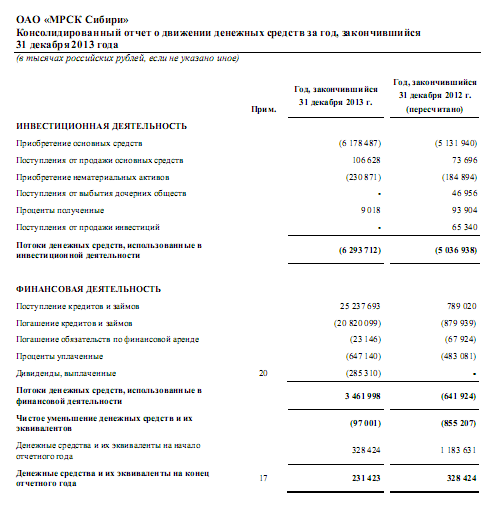 ОАО «МРСК Сибири»
Консолидированный отчет о движении денежных средств за год, закончившийся
31 декабря 2013 года
(в тысячах российских рублей, если не указано иное)
Прим. Год, закончившийся 31 декабря 2013 г. Год, закончившийся 31 декабря 2012 г. (пересчитано)
ИНВЕСТИЦИОННАЯ ДЕЯТЕЛЬНОСТЬ
Приобретение основных средств (6 178 487) (5 131 940)
Поступления от продажи основных средств 106 628 73 696
Приобретение нематериальных активов (230 871) (184 894)
Поступления от выбытия дочерних обществ - 46 956
Проценты полученные 9 018 93 904
Поступления от продажи инвестиций - 65 340
Потоки денежных средств, использованные в
инвестиционной деятельности (6 293 712) (5 036 938)
ФИНАНСОВАЯ ДЕЯТЕЛЬНОСТЬ
Поступление кредитов и займов 25 237 693 789 020
Погашение кредитов и займов (20 820 099) (879 939)
Погашение обязательств по финансовой аренде (23 146) (67 924)
Проценты уплаченные (647 140) (483 081)
Дивиденды, выплаченные 20 (285 310) -
Потоки денежных средств, использованные в
финансовой деятельности 3 461 998 (641 924)
Чистое уменьшение денежных средств и их
эквивалентов (97 001) (855 207)
Денежные средства и их эквиваленты на начало
отчетного года 328 424 1 183 631
Денежные средства и их эквиваленты на конец
отчетного года 17 231 423 328 424